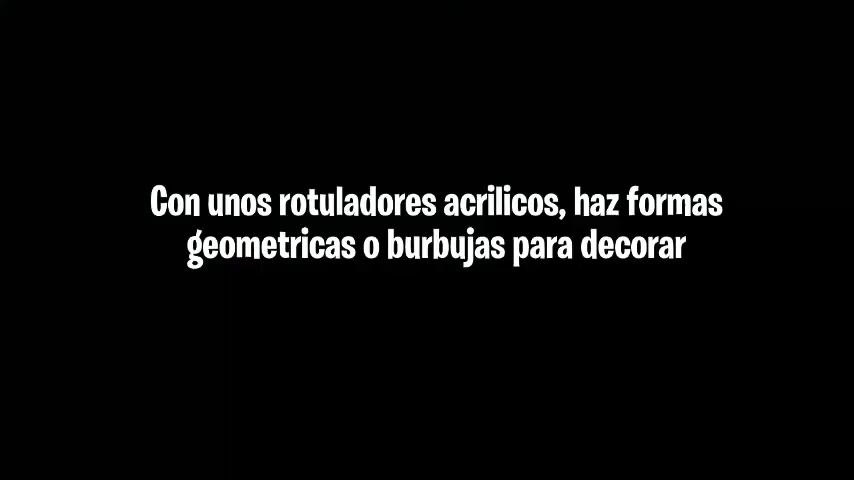 Con unos rotuladores acrilicos, haz formas
geometricas o burbujas para decorar